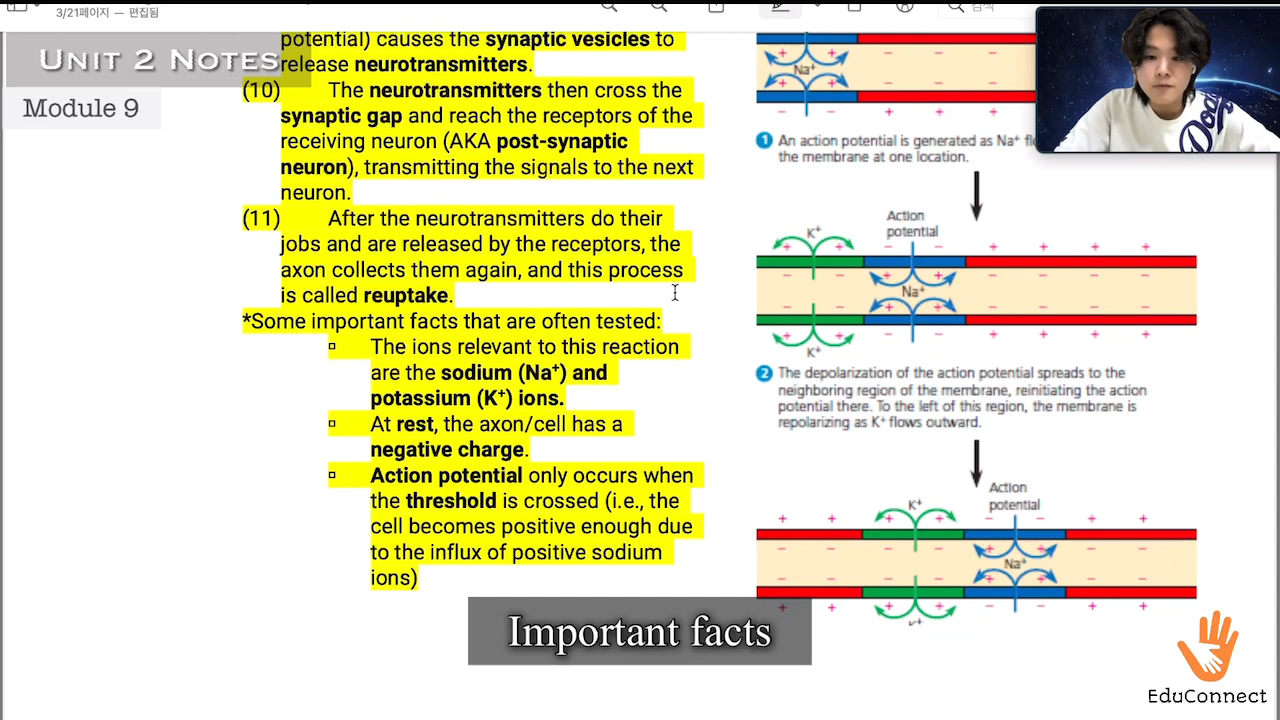 3/21페이지 — 편집됨
검색
UNIT 2 NOTES
Module 9
potential) causes the synaptic vesicles to
release neurotransmitters.
(10) The neurotransmitters then cross the
synaptic gap and reach the receptors of the
receiving neuron (AKA post-synaptic
neuron), transmitting the signals to the next
neuron.
(11) After the neurotransmitters do their
jobs and are released by the receptors, the
axon collects them again, and this process
is called reuptake.
*Some important facts that are often tested:
▫ The ions relevant to this reaction
are the sodium (Na⁺) and
potassium (K⁺) ions.
▫ At rest, the axon/cell has a
negative charge.
▫ Action potential only occurs when
the threshold is crossed (i.e., the
cell becomes positive enough due
to the influx of positive sodium
ions)
+ +
Na⁺
+ +
− − + +
1 An action potential is generated as Na⁺
the membrane at one location.
Action
potential
K⁺
+ + − − + + + +
− − + + − − − −
Na⁺
− − + + − − − −
+ + − − + + + +
K⁺
2 The depolarization of the action potential spreads to the
neighboring region of the membrane, reinitiating the action
potential there. To the left of this region, the membrane is
repolarizing as K⁺ flows outward.
Action
potential
K⁺
+ + + + − − + +
− − − − + + − −
Na⁺
− − − − + + − −
+ + + + − − + +
Important facts
Dodg
EduConnect